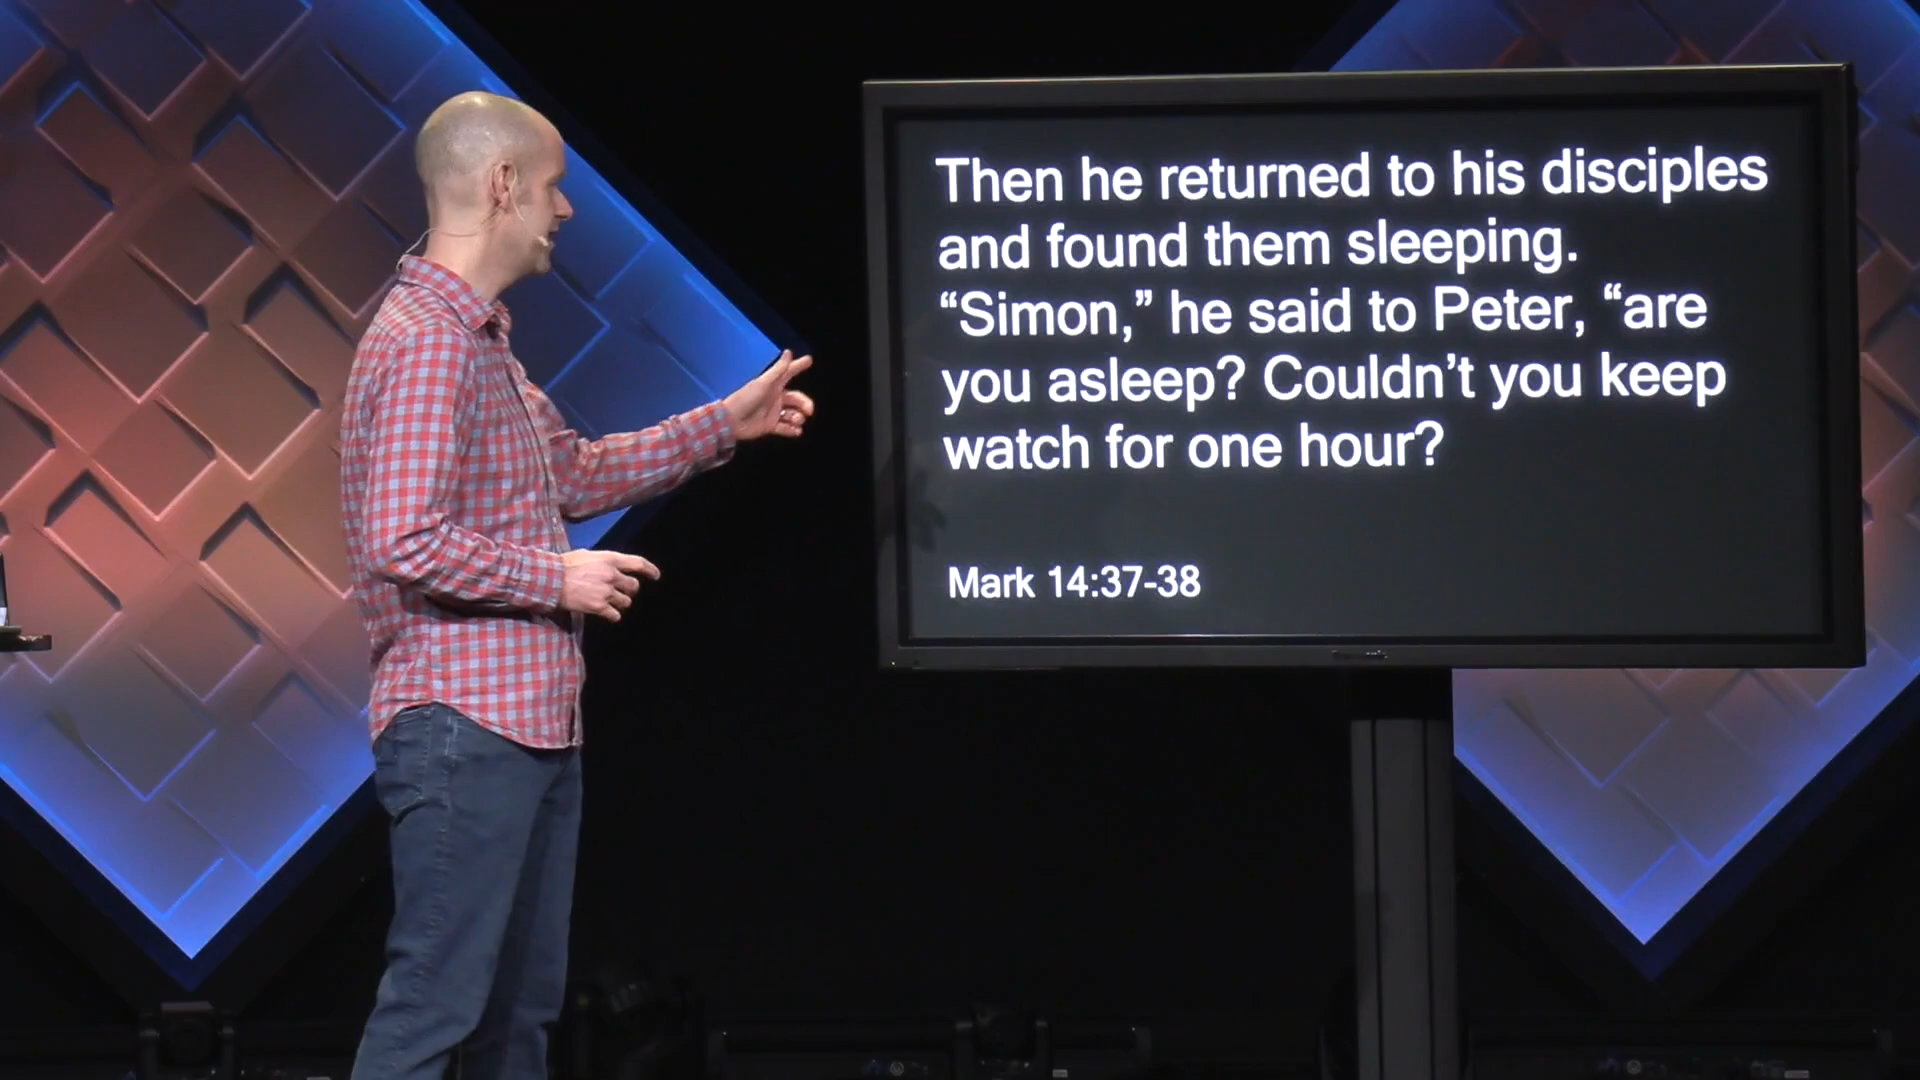 Then he returned to his disciples
and found them sleeping.
“Simon,” he said to Peter, “are
you asleep? Couldn’t you keep
watch for one hour?
Mark 14:37-38